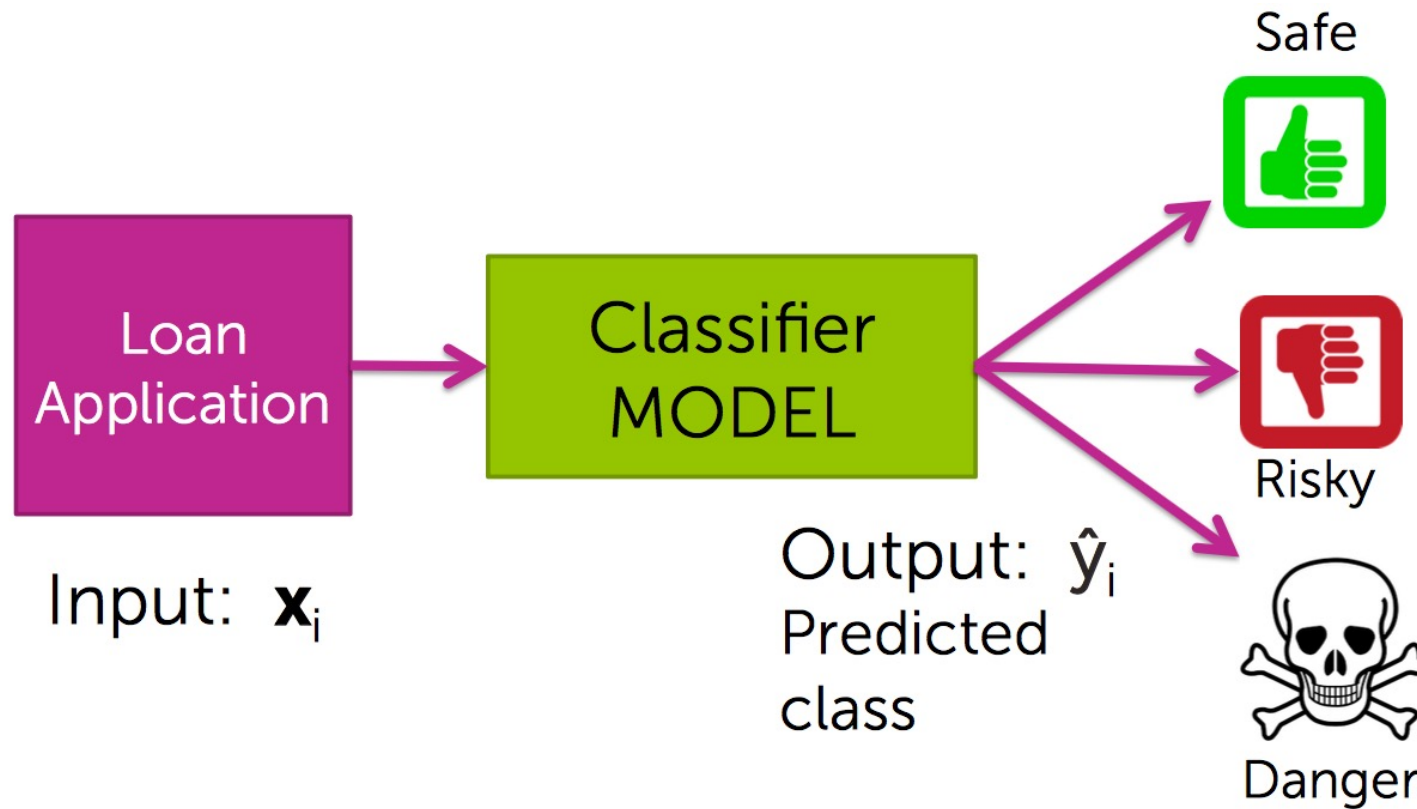 Safe
Loan
Application
Classifier
MODEL
Risky
Input: xᵢ
Output: ŷᵢ
Predicted
class
Danger